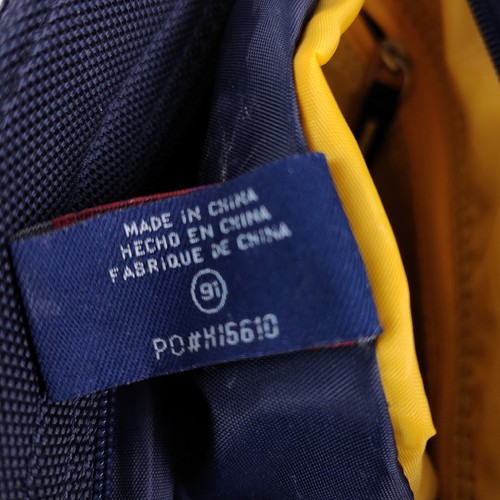 MADE IN CHINA
HECHO EN CHINA
FABRIQUE DE CHINA
91
PO#H15610